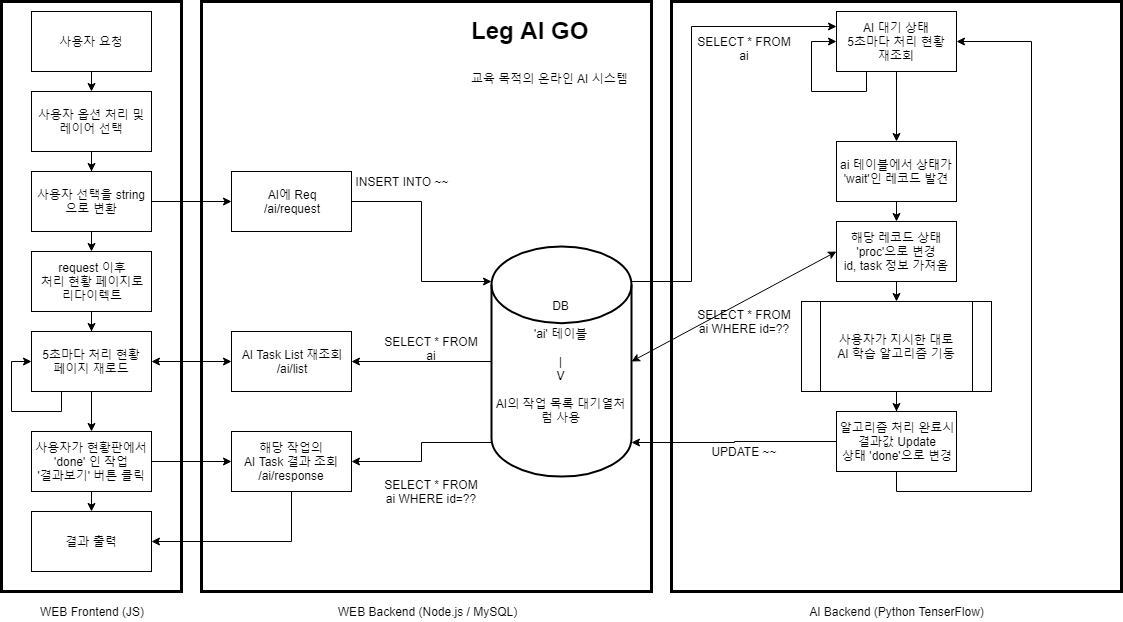 사용자 요청
사용자 옵션 처리 및
레이어 선택
사용자 선택을 string
으로 변환
request 이후
처리 현황 페이지로
리다이렉트
5초마다 처리 현황
페이지 재로드
사용자가 현황판에서
'done' 인 작업
'결과보기' 버튼 클릭
결과 출력
WEB Frontend (JS)
Leg AI GO
교육 목적의 온라인 AI 시스템
AI에 Req
/ai/request
INSERT INTO ~~
AI Task List 재조회
/ai/list
SELECT * FROM
ai
해당 작업의
AI Task 결과 조회
/ai/response
SELECT * FROM
ai WHERE id=??
DB
'ai' 테이블
|
V
AI의 작업 목록 대기열처
럼 사용
WEB Backend (Node.js / MySQL)
SELECT * FROM
ai
AI 대기 상태
5초마다 처리 현황
재조회
ai 테이블에서 상태가
'wait'인 레코드 발견
해당 레코드 상태
'proc'으로 변경
id, task 정보 가져옴
SELECT * FROM
ai WHERE id=??
사용자가 지시한 대로
AI 학습 알고리즘 기동
알고리즘 처리 완료시
결과값 Update
상태 'done'으로 변경
UPDATE ~~
AI Backend (Python TenserFlow)